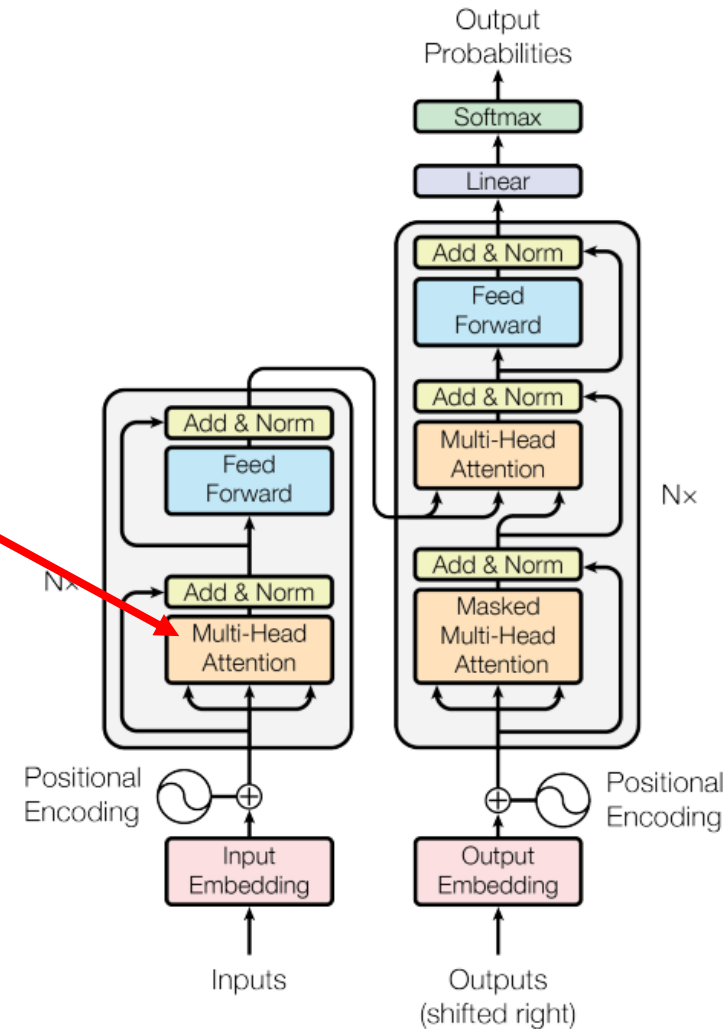 Output
Probabilities
Softmax
Linear
Add & Norm
Feed
Forward
Add & Norm
Multi-Head
Attention
Nx
Add & Norm
Masked
Multi-Head
Attention
Add & Norm
Feed
Forward
Nx
Add & Norm
Multi-Head
Attention
Positional
Encoding
Positional
Encoding
Input
Embedding
Output
Embedding
Inputs
Outputs
(shifted right)